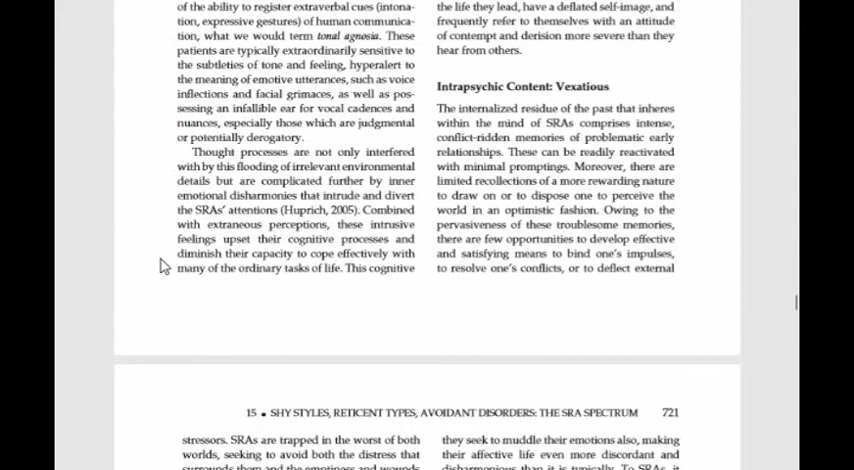 of the ability to register extraverbal cues (intona-
tion, expressive gestures) of human communica-
tion, what we would term tonal agnosia. These
patients are typically extraordinarily sensitive to
the subtleties of tone and feeling, hyperalert to
the meaning of emotive utterances, such as voice
inflections and facial grimaces, as well as pos-
sessing an infallible ear for vocal cadences and
nuances, especially those which are judgmental
or potentially derogatory.
Thought processes are not only interfered
with by this flooding of irrelevant environmental
details but are complicated further by inner
emotional disharmonies that intrude and divert
the SRAs' attentions (Huprich, 2005). Combined
with extraneous perceptions, these intrusive
feelings upset their cognitive processes and
diminish their capacity to cope effectively with
many of the ordinary tasks of life. This cognitive
the life they lead, have a deflated self-image, and
frequently refer to themselves with an attitude
of contempt and derision more severe than they
hear from others.
Intrapsychic Content: Vexatious
The internalized residue of the past that inheres
within the mind of SRAs comprises intense,
conflict-ridden memories of problematic early
relationships. These can be readily reactivated
with minimal promptings. Moreover, there are
limited recollections of a more rewarding nature
to draw on or to dispose one to perceive the
world in an optimistic fashion. Owing to the
pervasiveness of these troublesome memories,
there are few opportunities to develop effective
and satisfying means to bind one's impulses,
to resolve one's conflicts, or to deflect external
15 • SHY STYLES, RETICENT TYPES, AVOIDANT DISORDERS: THE SRA SPECTRUM 721
stressors. SRAs are trapped in the worst of both
worlds, seeking to avoid both the distress that
surrounds them and the emptiness and wounds
they seek to muddle their emotions also, making
their affective life even more discordant and
disharmonious than it is typically. To SRAs, it